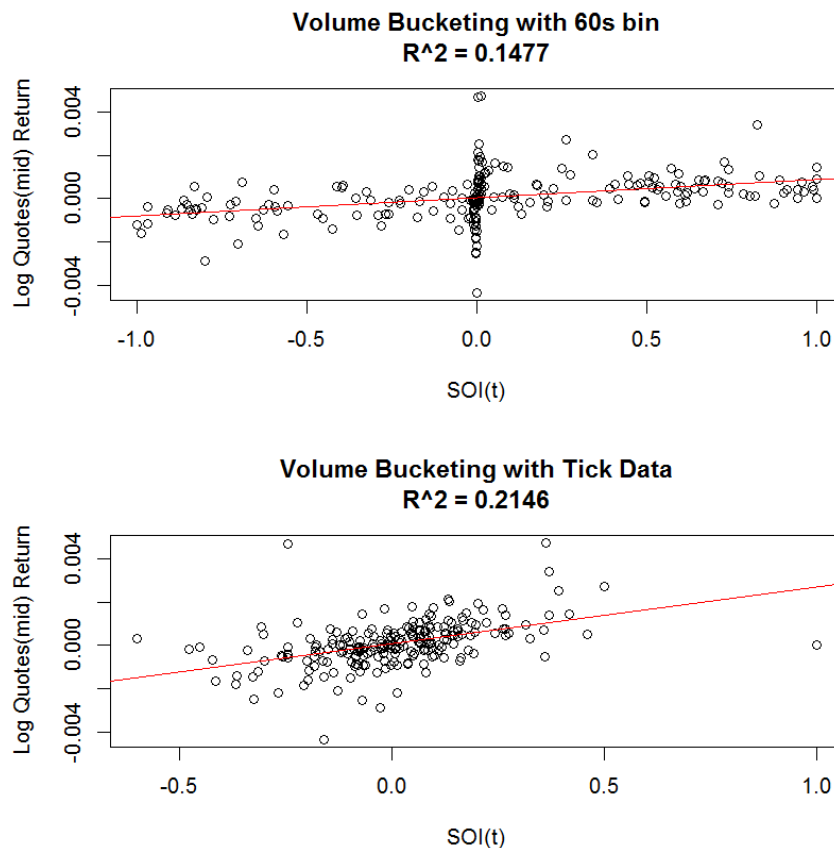 Volume Bucketing with 60s bin
R^2 = 0.1477
Log Quotes(mid) Return
0.004
0.000
-0.004
-1.0
-0.5
0.0
0.5
1.0
SOI(t)
Volume Bucketing with Tick Data
R^2 = 0.2146
Log Quotes(mid) Return
0.004
0.000
-0.004
-0.5
0.0
0.5
1.0
SOI(t)